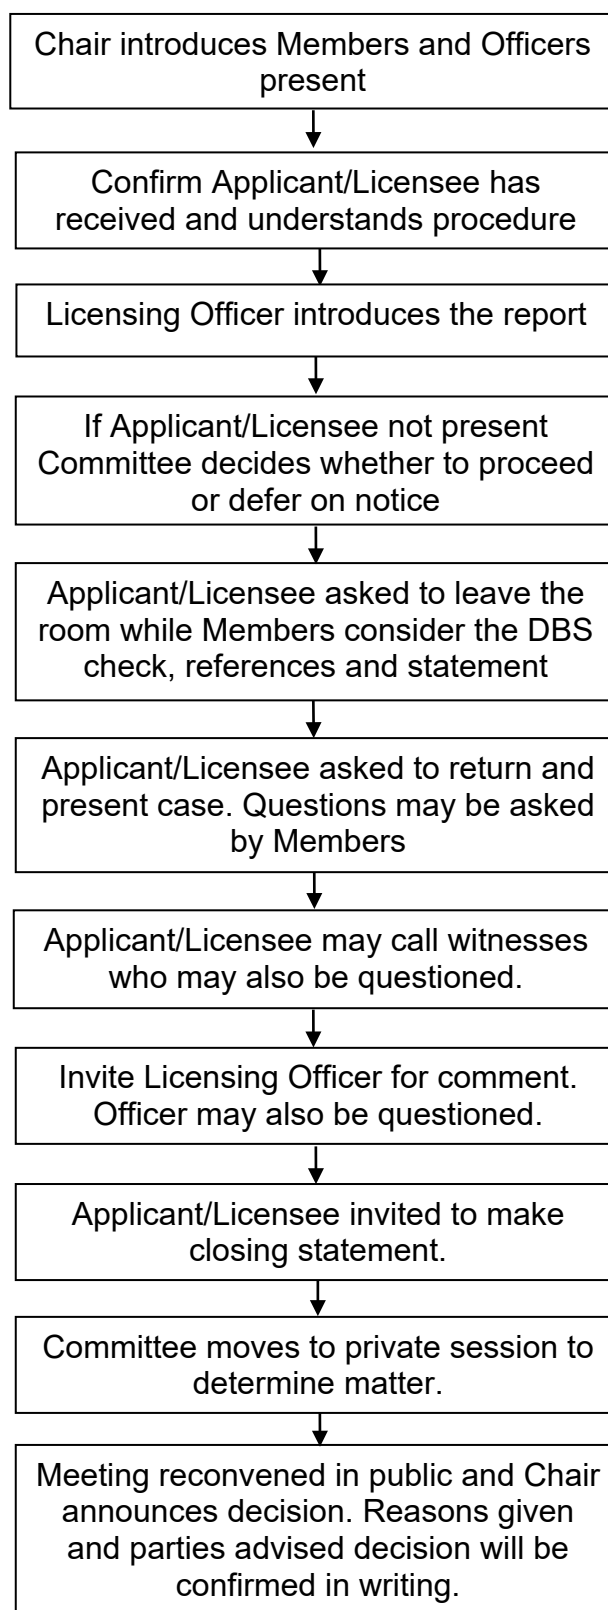 Chair introduces Members and Officers
present
Confirm Applicant/Licensee has
received and understands procedure
Licensing Officer introduces the report
If Applicant/Licensee not present
Committee decides whether to proceed
or defer on notice
Applicant/Licensee asked to leave the
room while Members consider the DBS
check, references and statement
Applicant/Licensee asked to return and
present case. Questions may be asked
by Members
Applicant/Licensee may call witnesses
who may also be questioned.
Invite Licensing Officer for comment.
Officer may also be questioned.
Applicant/Licensee invited to make
closing statement.
Committee moves to private session to
determine matter.
Meeting reconvened in public and Chair
announces decision. Reasons given
and parties advised decision will be
confirmed in writing.